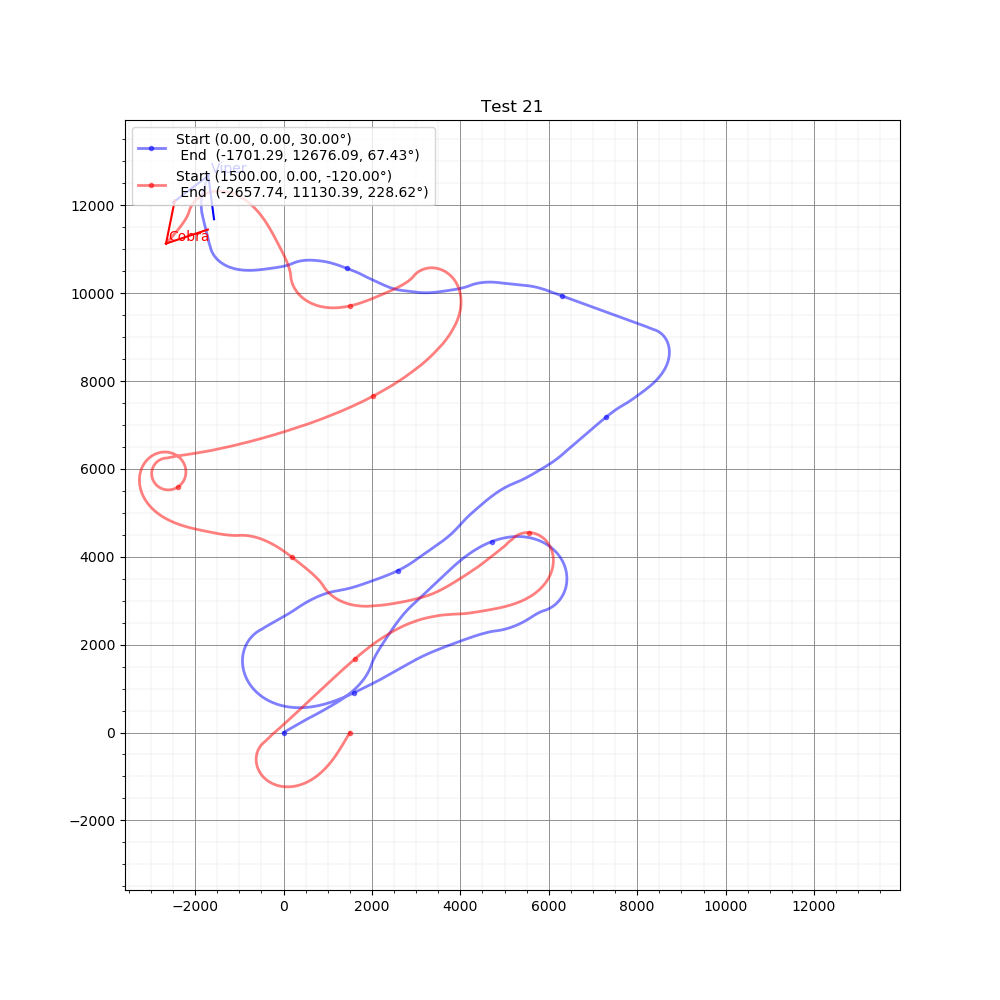 Test 21
Start (0.00, 0.00, 30.00°)
End  (-1701.29, 12676.09, 67.43°)
Start (1500.00, 0.00, -120.00°)
End  (-2657.74, 11130.39, 228.62°)
Viper
Cobra
12000
10000
8000
6000
4000
2000
0
−2000
−2000 0 2000 4000 6000 8000 10000 12000